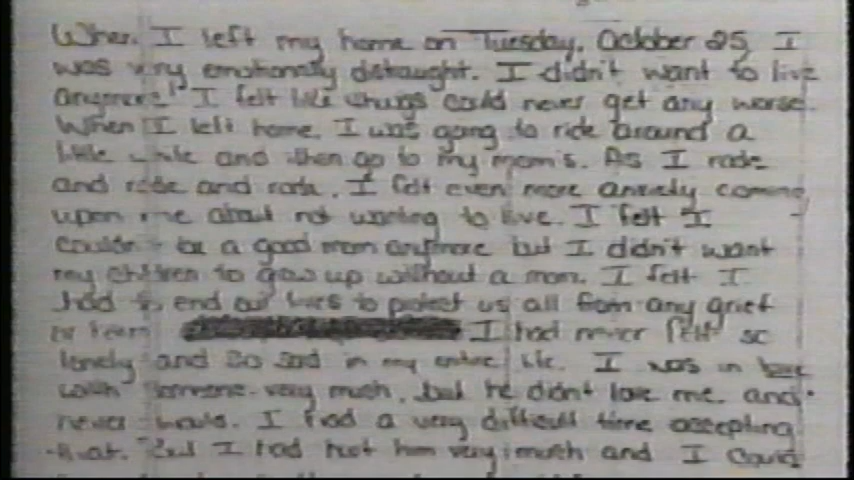 When I left my home on Tuesday, October 25, I
was very emotionally distraught. I didn't want to live
anymore! I felt like things could never get any worse.
When I left home, I was going to ride around a
little while and then go to my mom's. As I rode
and rode and rode, I felt even more anxiety coming
upon me about not wanting to live. I felt I
couldn't be a good mom anymore but I didn't want
my children to grow up without a mom. I felt I
had to end our lives to protect us all from any grief
or harm I had never felt so
lonely and so sad in my entire life. I was in love
with someone very much, but he didn't love me and
never would. I had a very difficult time accepting
that. But I had hurt him very much and I could